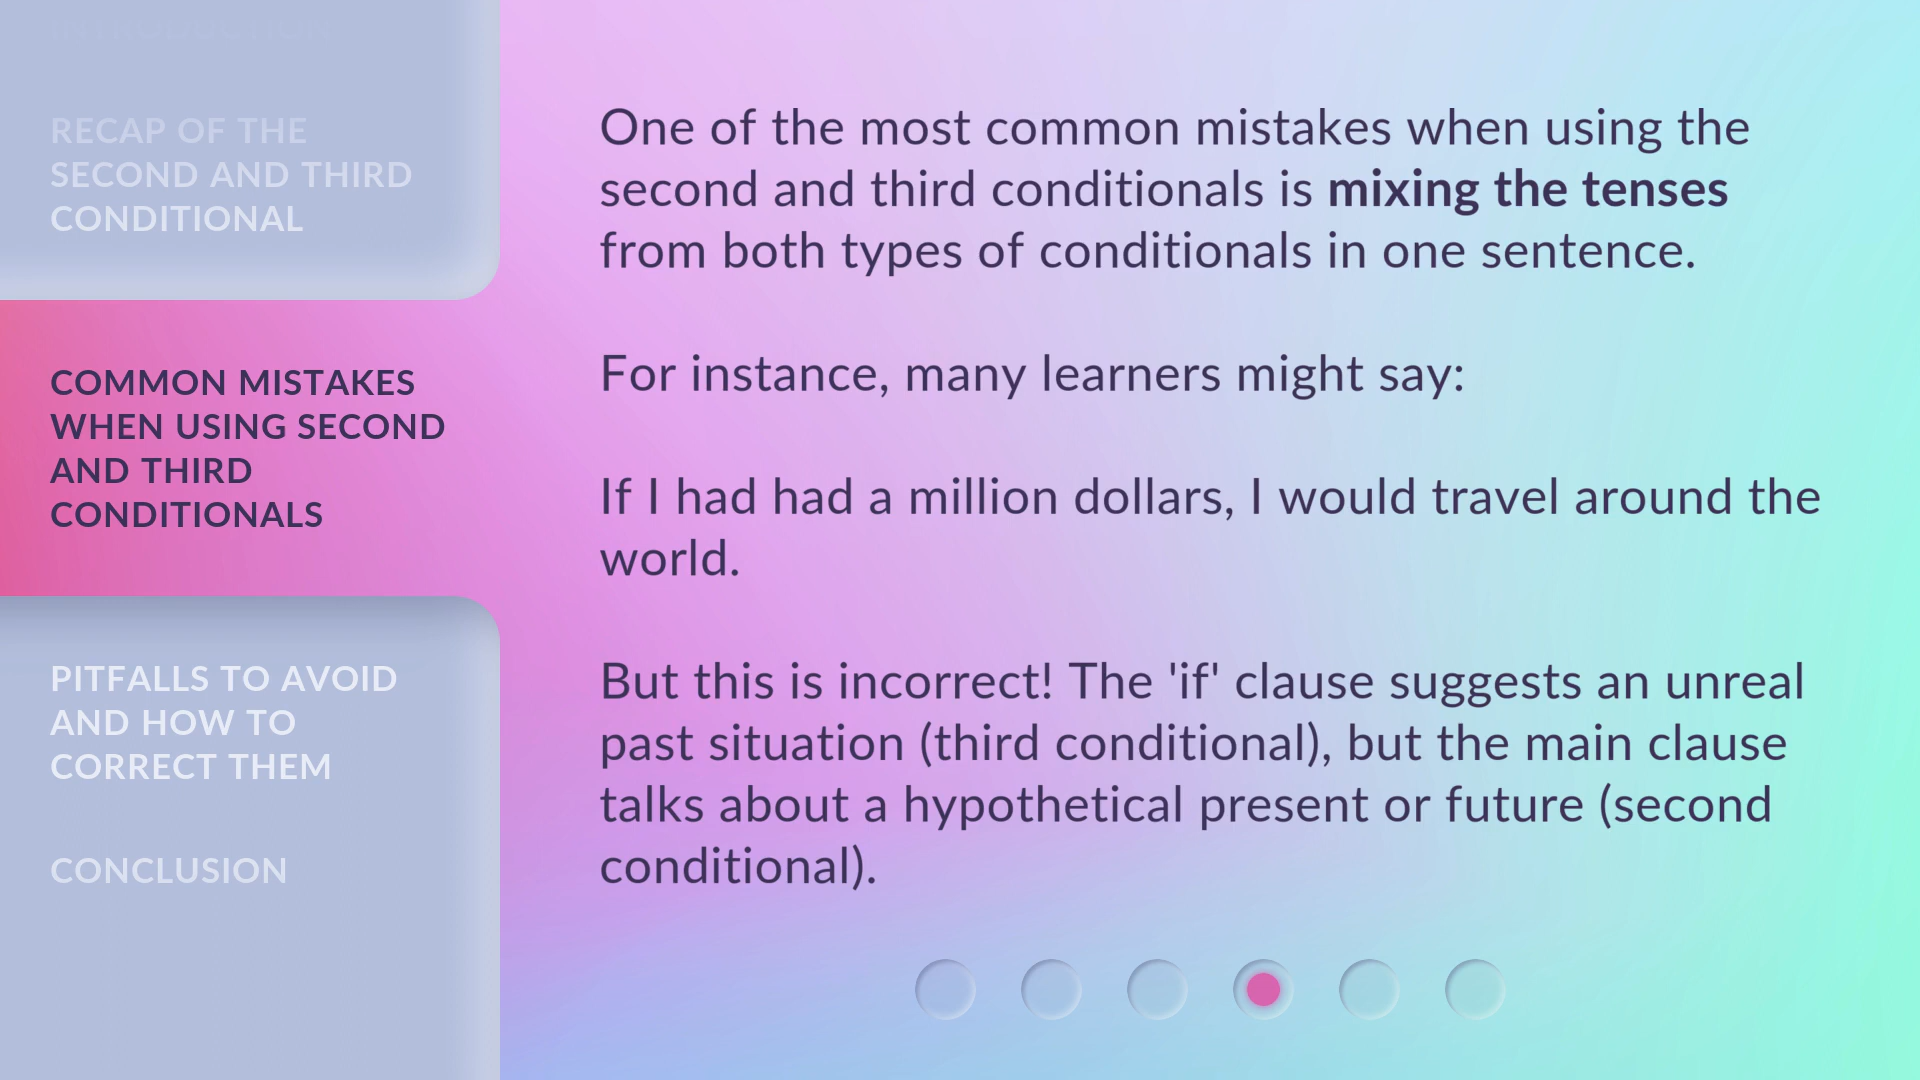 INTRODUCTION
RECAP OF THE
SECOND AND THIRD
CONDITIONAL
COMMON MISTAKES
WHEN USING SECOND
AND THIRD
CONDITIONALS
PITFALLS TO AVOID
AND HOW TO
CORRECT THEM
CONCLUSION
One of the most common mistakes when using the
second and third conditionals is mixing the tenses
from both types of conditionals in one sentence.
For instance, many learners might say:
If I had had a million dollars, I would travel around the
world.
But this is incorrect! The 'if' clause suggests an unreal
past situation (third conditional), but the main clause
talks about a hypothetical present or future (second
conditional).